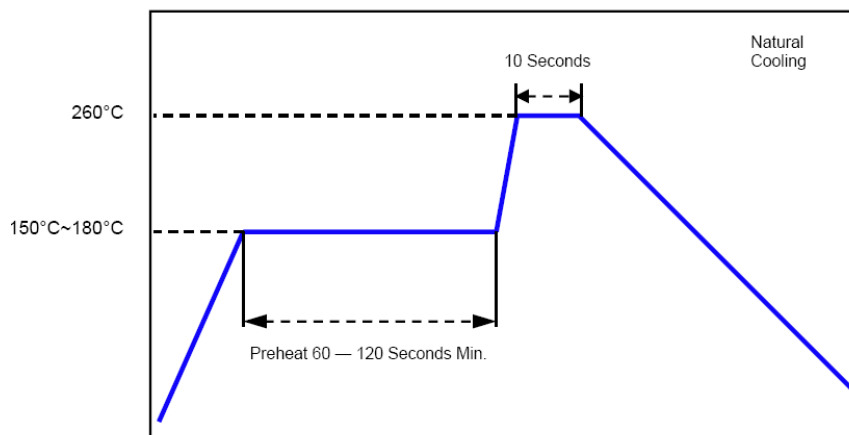 Natural
Cooling
10 Seconds
260°C
150°C~180°C
Preheat 60 — 120 Seconds Min.